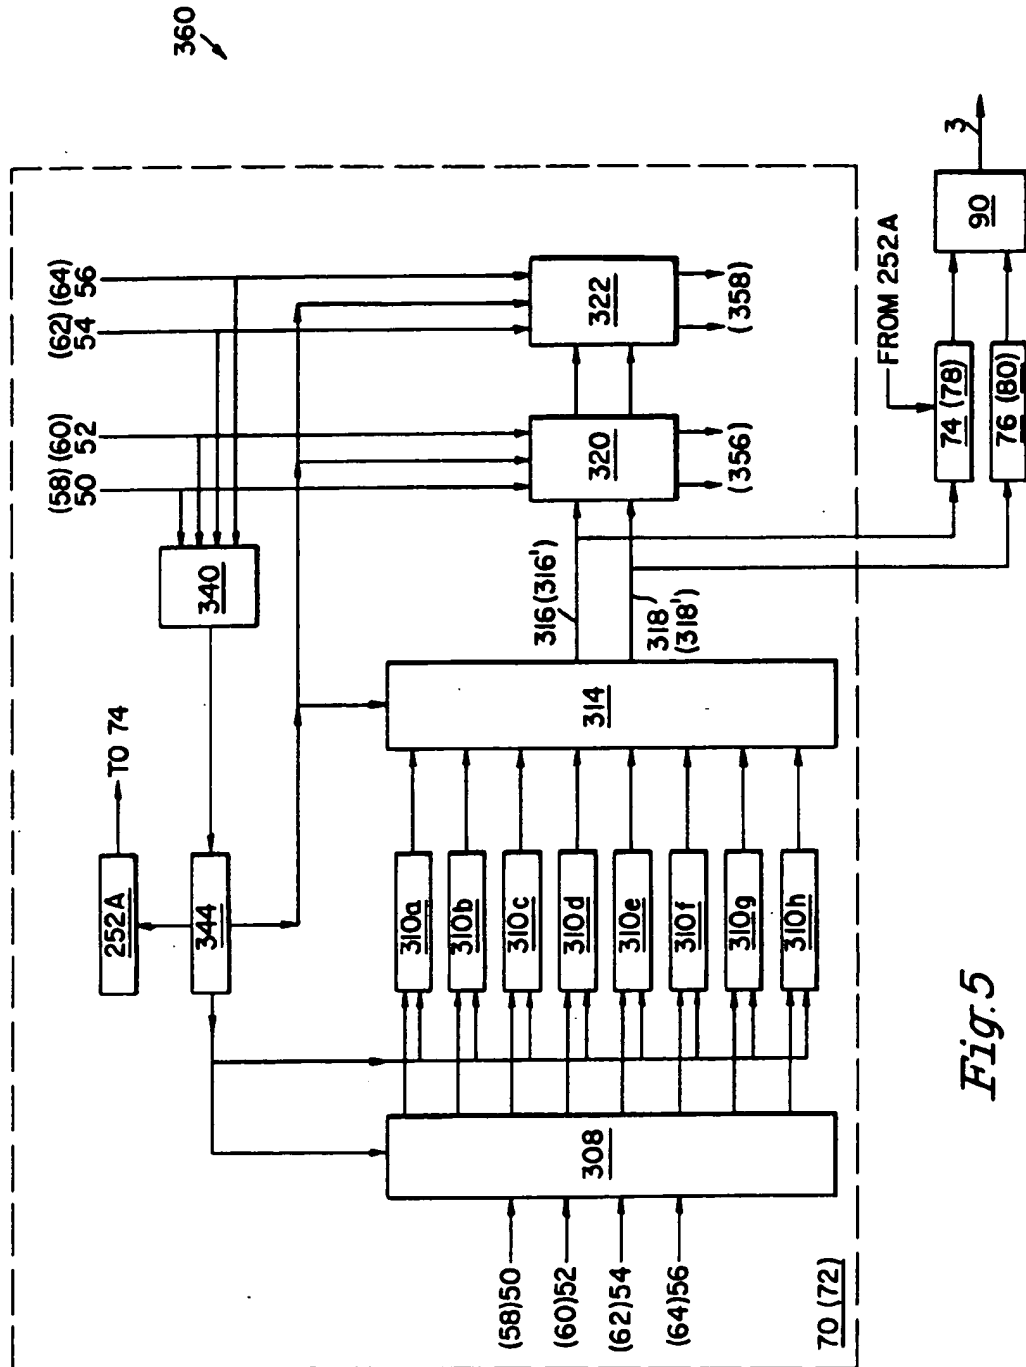 360
(58) (60)
50 52
(62) (64)
54 56
TO 74
252A
344
340
310a
310b
310c
310d
310e
310f
310g
310h
308
314
316(316')
318
(318')
320
322
(356)
(358)
(58)50
(60)52
(62)54
(64)56
70 (72)
FROM 252A
74 (78)
76 (80)
90
3
Fig. 5